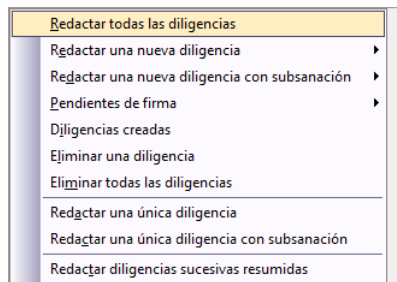 Redactar todas las diligencias
Redactar una nueva diligencia
Redactar una nueva diligencia con subsanación
Pendientes de firma
Diligencias creadas
Eliminar una diligencia
Eliminar todas las diligencias
Redactar una única diligencia
Redactar una única diligencia con subsanación
Redactar diligencias sucesivas resumidas